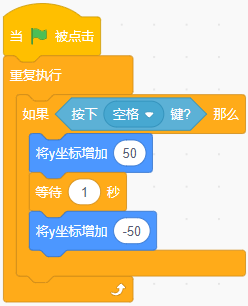 当 被点击
重复执行
如果 按下 空格 键? 那么
将y坐标增加 50
等待 1 秒
将y坐标增加 -50